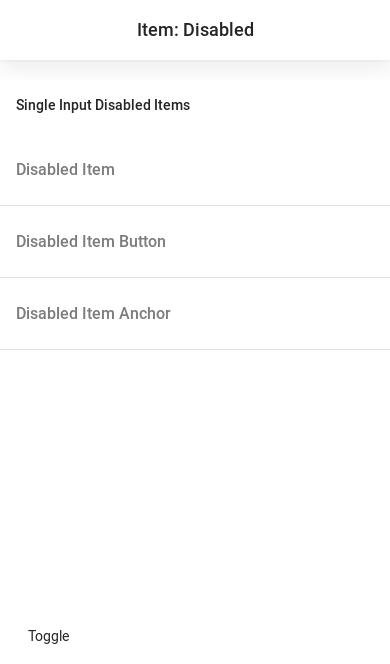 Item: Disabled
Single Input Disabled Items
Disabled Item
Disabled Item Button
Disabled Item Anchor
Toggle